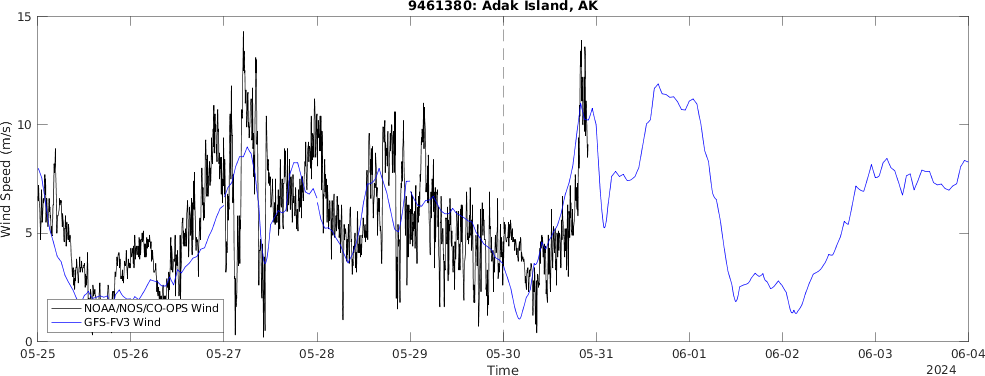 9461380: Adak Island, AK
15
10
5
0
Wind Speed (m/s)
NOAA/NOS/CO-OPS Wind
GFS-FV3 Wind
05-25 05-26 05-27 05-28 05-29 05-30 05-31 06-01 06-02 06-03 06-04
Time
2024